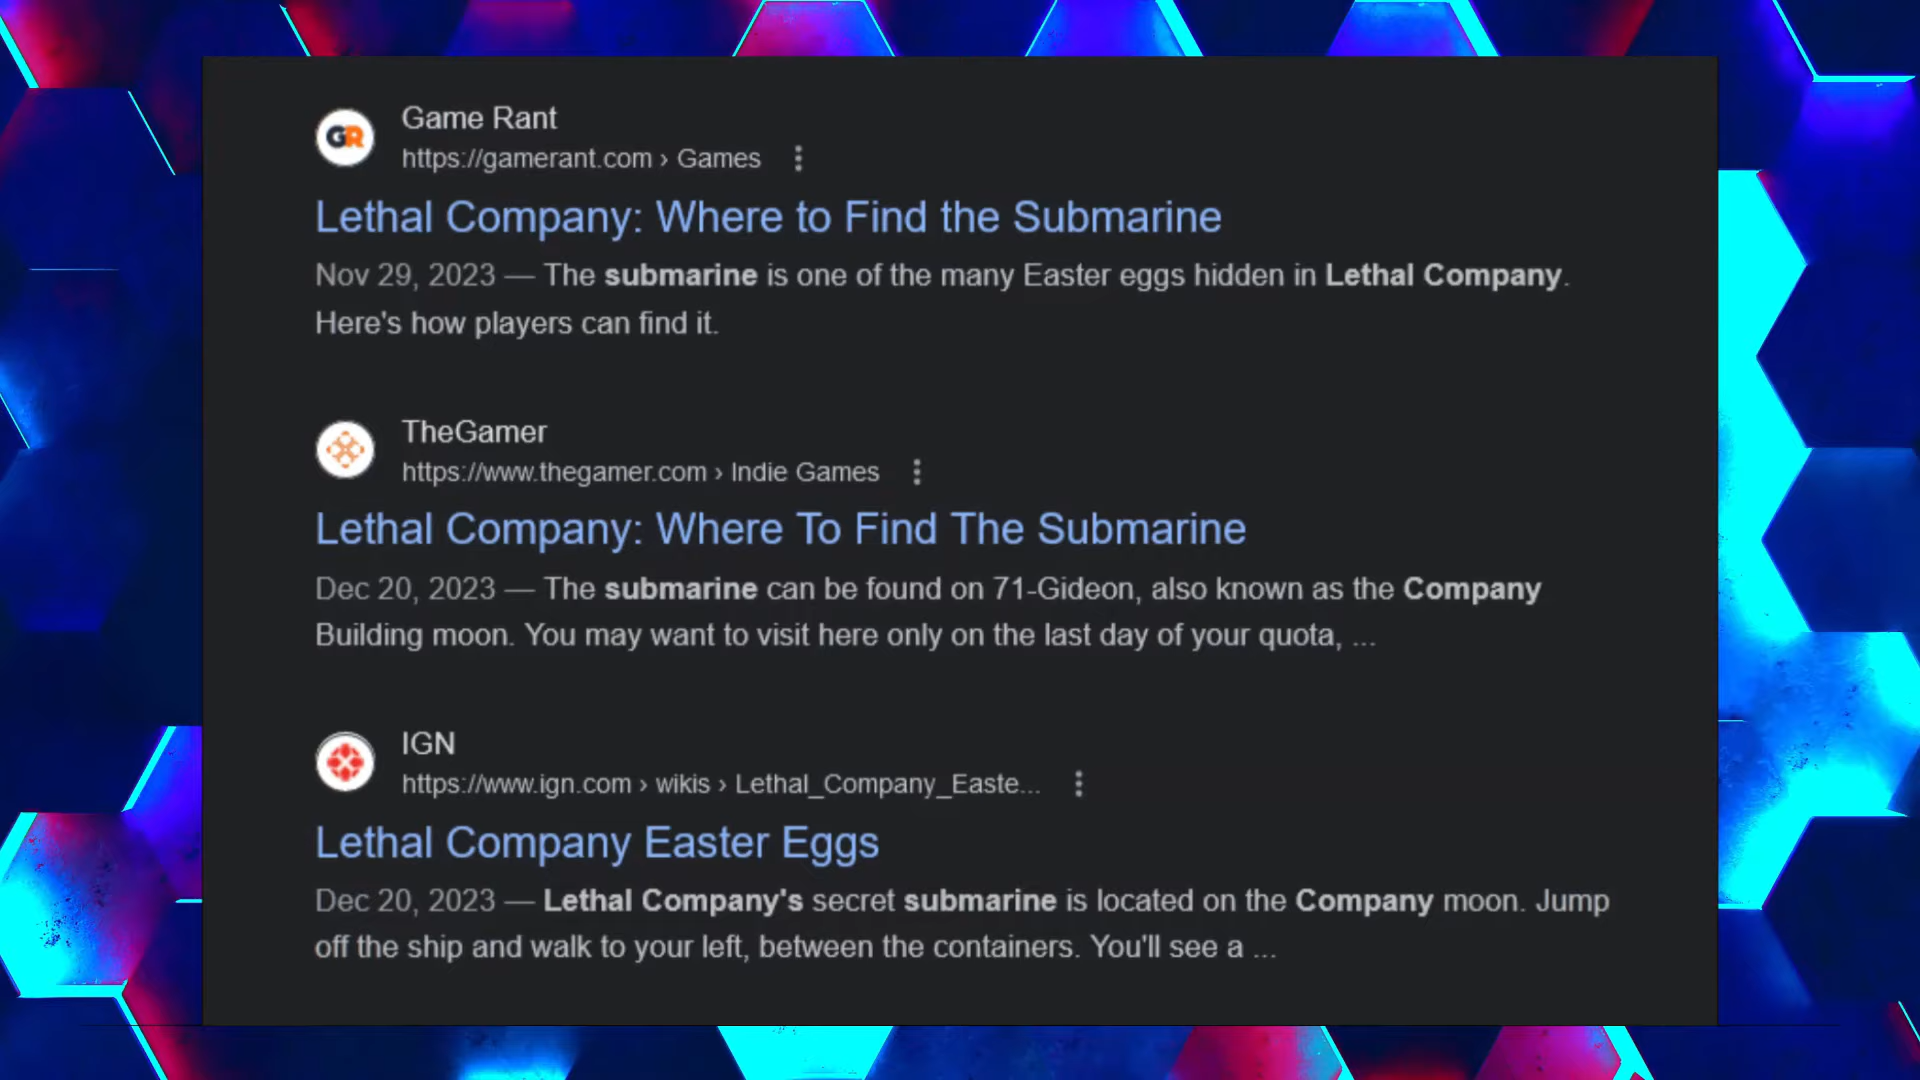 GR
Game Rant
https://gamerant.com › Games
Lethal Company: Where to Find the Submarine
Nov 29, 2023 — The submarine is one of the many Easter eggs hidden in Lethal Company.
Here's how players can find it.
TheGamer
https://www.thegamer.com › Indie Games
Lethal Company: Where To Find The Submarine
Dec 20, 2023 — The submarine can be found on 71-Gideon, also known as the Company
Building moon. You may want to visit here only on the last day of your quota, ...
IGN
https://www.ign.com › wikis › Lethal_Company_Easte...
Lethal Company Easter Eggs
Dec 20, 2023 — Lethal Company's secret submarine is located on the Company moon. Jump
off the ship and walk to your left, between the containers. You'll see a ...